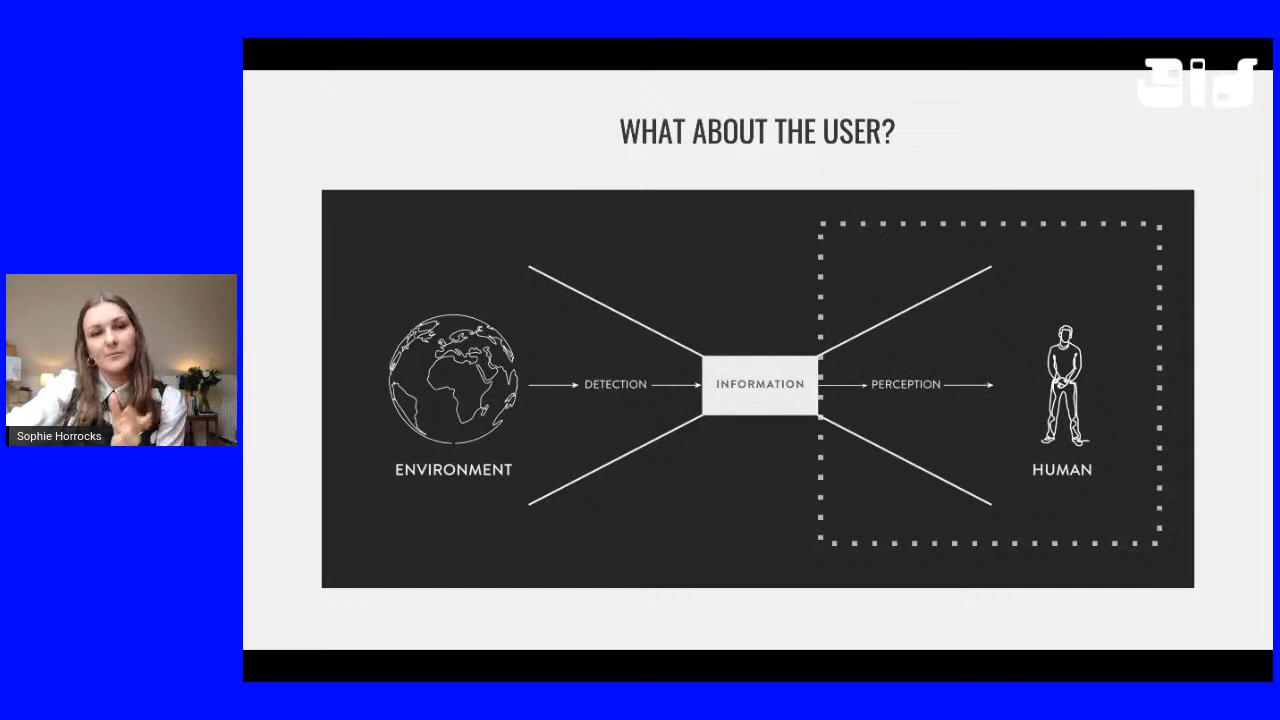 WHAT ABOUT THE USER?
DETECTION
INFORMATION
PERCEPTION
ENVIRONMENT
HUMAN
Sophie Horrocks